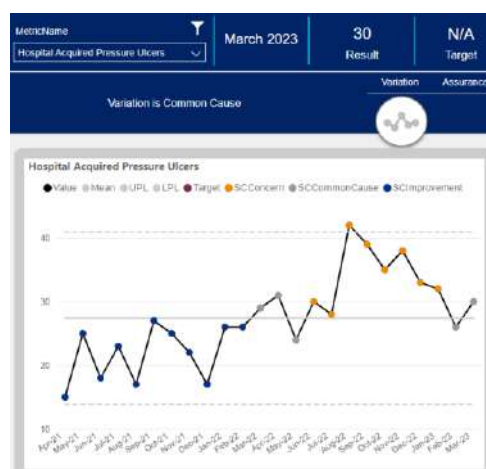 MetricName
Hospital Acquired Pressure Ulcers
March 2023
30
Result
N/A
Target
Variation
Assurance
Variation is Common Cause
Hospital Acquired Pressure Ulcers
Value Mean UPL LPL Target SCConcern SCCommonCause SCImprovement
40
30
20
10
Apr-21 May-21 Jun-21 Jul-21 Aug-21 Sep-21 Oct-21 Nov-21 Dec-21 Jan-22 Feb-22 Mar-22 Apr-22 May-22 Jun-22 Jul-22 Aug-22 Sep-22 Oct-22 Nov-22 Dec-22 Jan-23 Feb-23 Mar-23